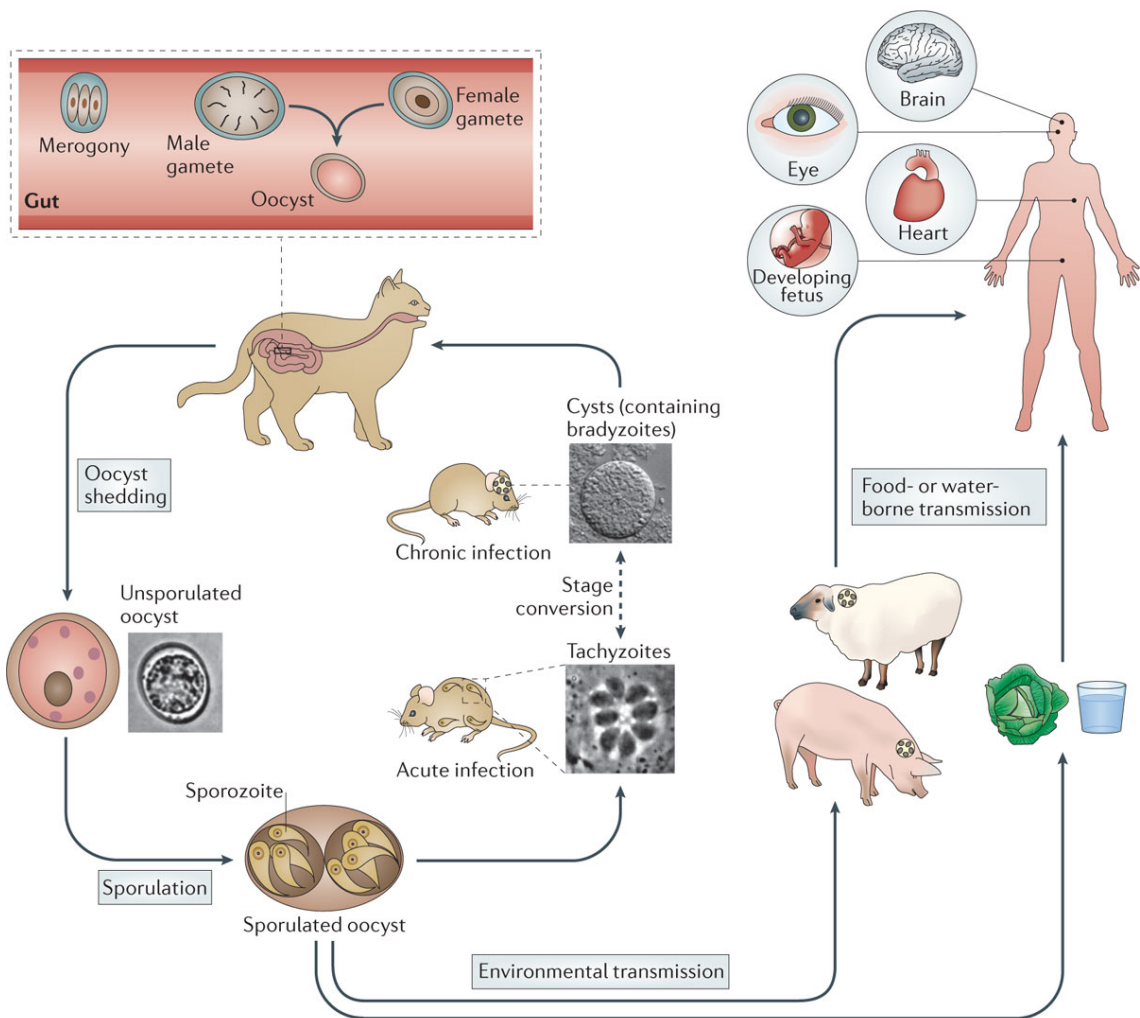 Merogony
Male
gamete
Female
gamete
Oocyst
Gut
Brain
Eye
Heart
Developing
fetus
Oocyst
shedding
Cysts (containing
bradyzoites)
Chronic infection
Stage
conversion
Food- or water-
borne transmission
Unsporulated
oocyst
Tachyzoites
Acute infection
Sporozoite
Sporulation
Sporulated oocyst
Environmental transmission